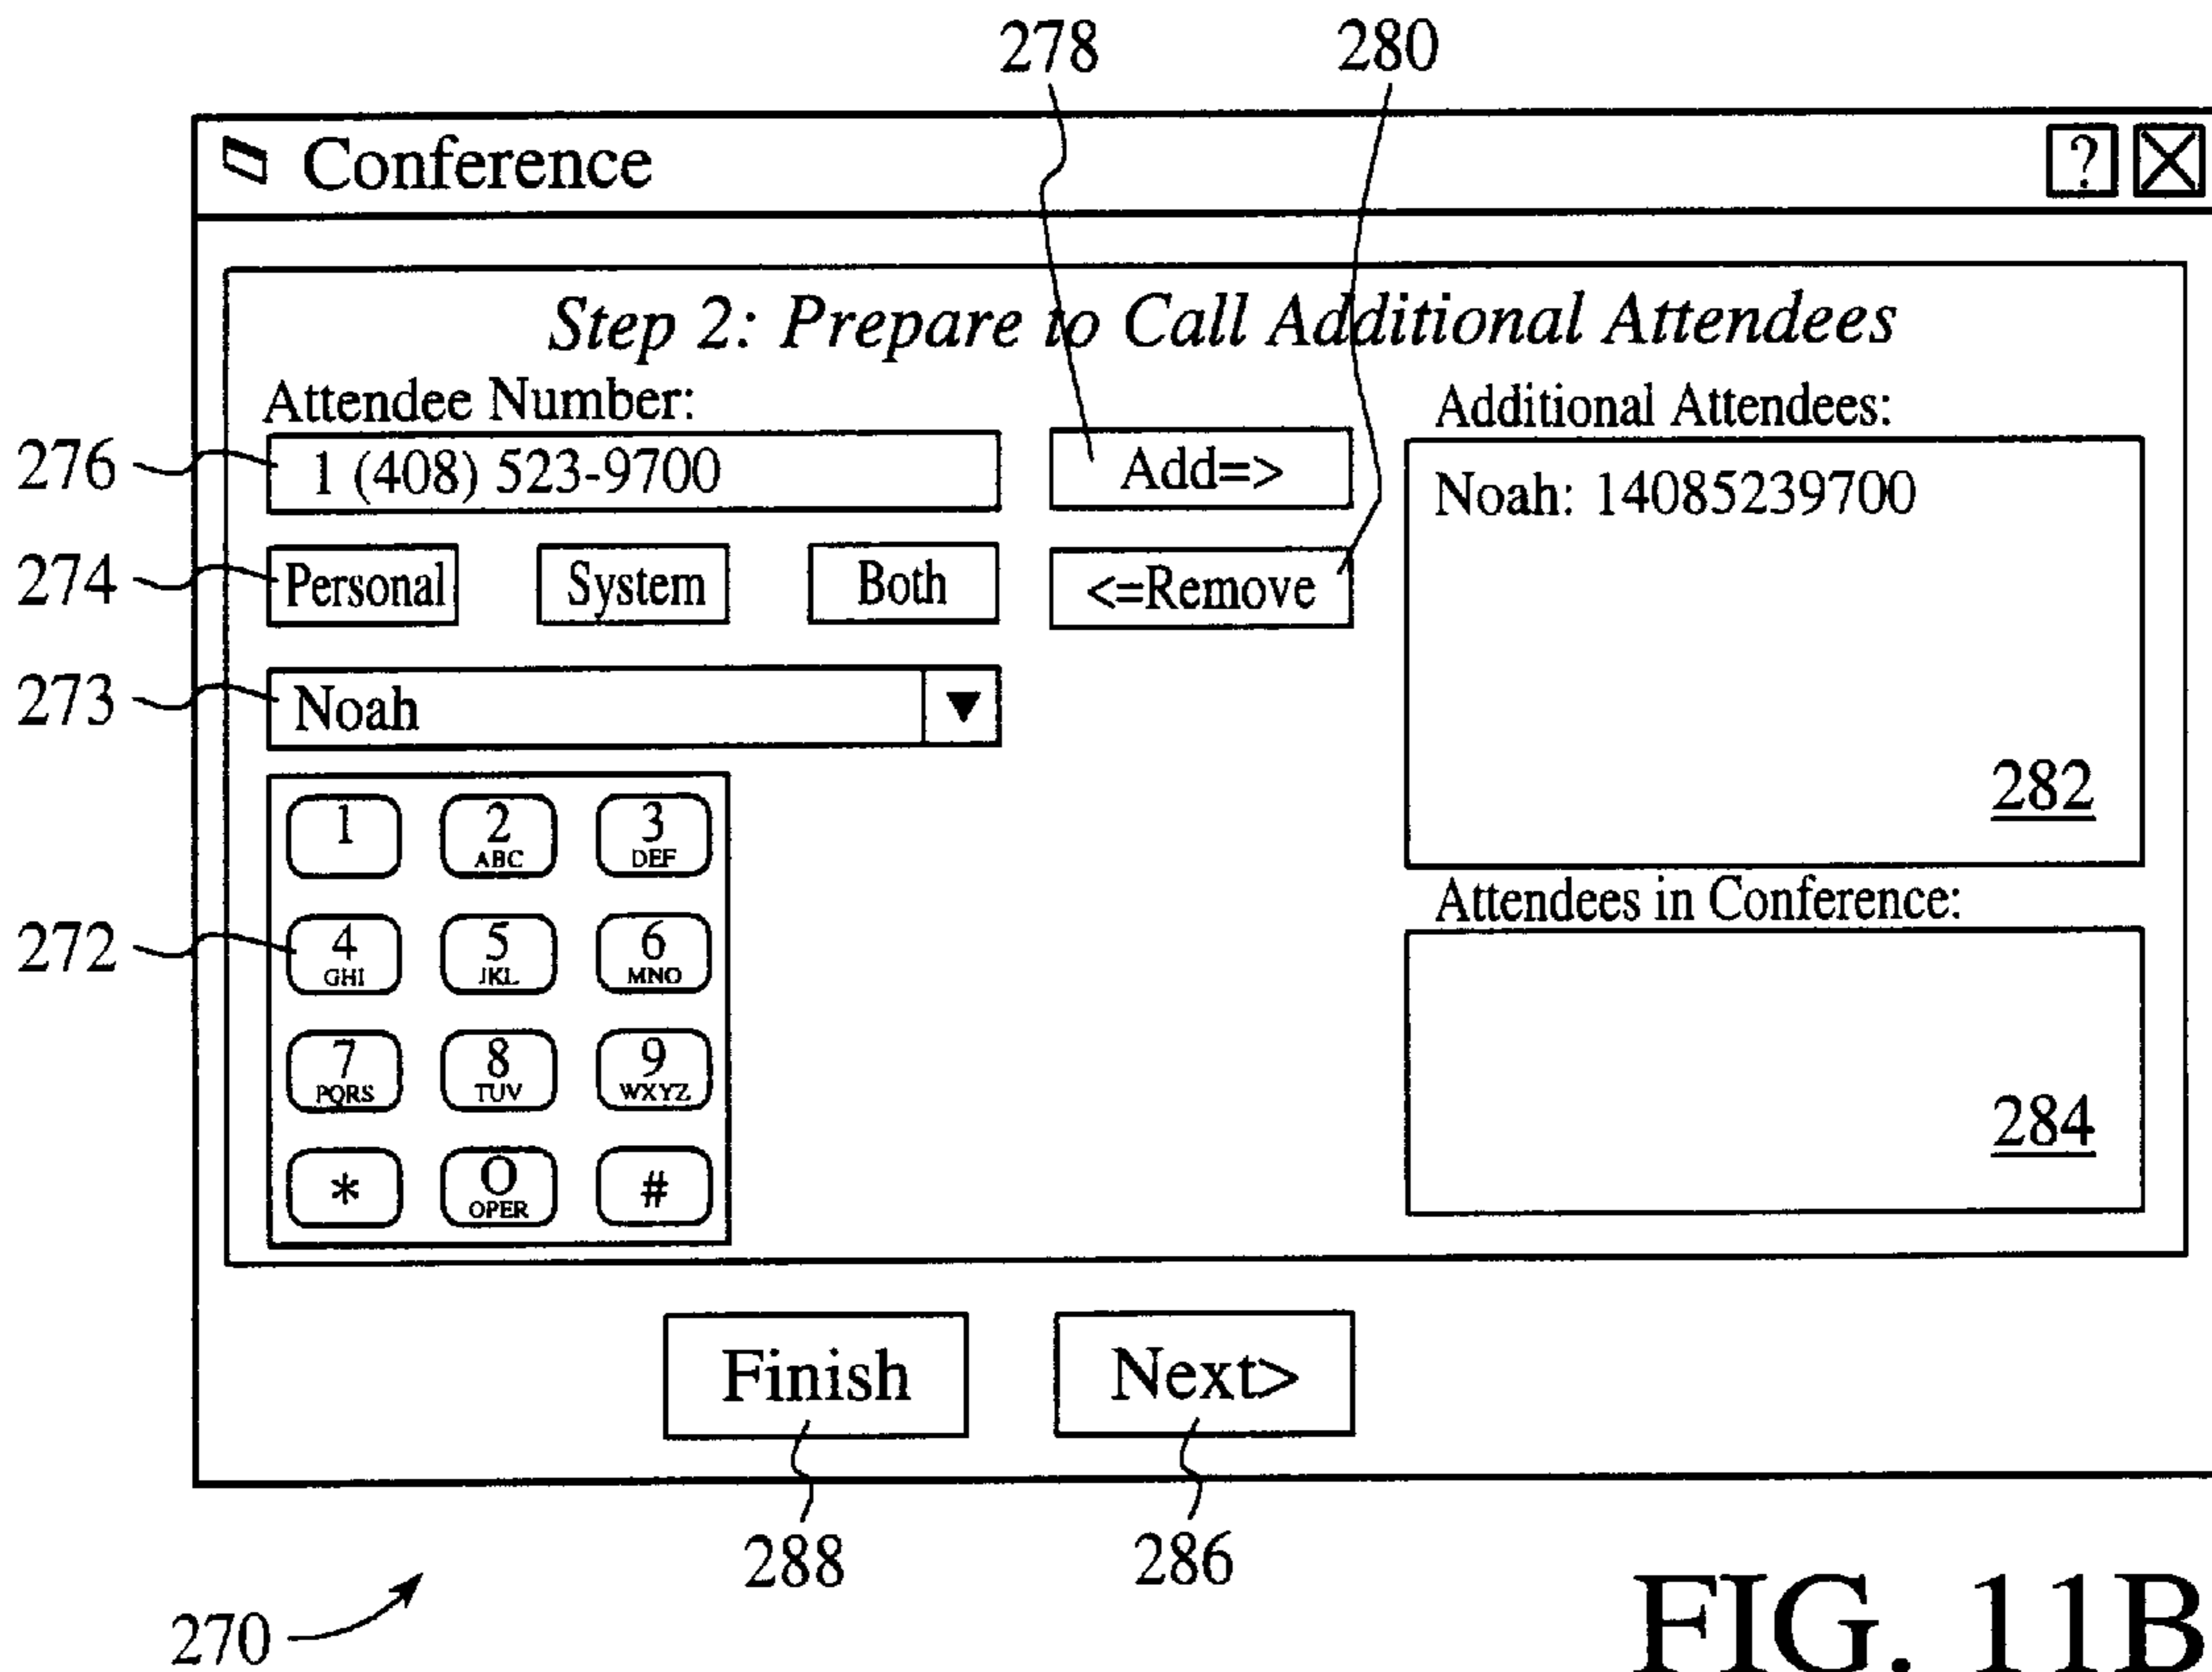 278 280
Conference ?
Step 2: Prepare to Call Additional Attendees
Attendee Number:
276 1 (408) 523-9700
Add=>
274 Personal System Both
<=Remove
273 Noah
272
1
2 ABC
3 DEF
4 GHI
5 JKL
6 MNO
7 PQRS
8 TUV
9 WXYZ
*
0 OPER
#
Additional Attendees:
Noah: 14085239700
282
Attendees in Conference:
284
Finish Next>
288 286
270
FIG. 11B